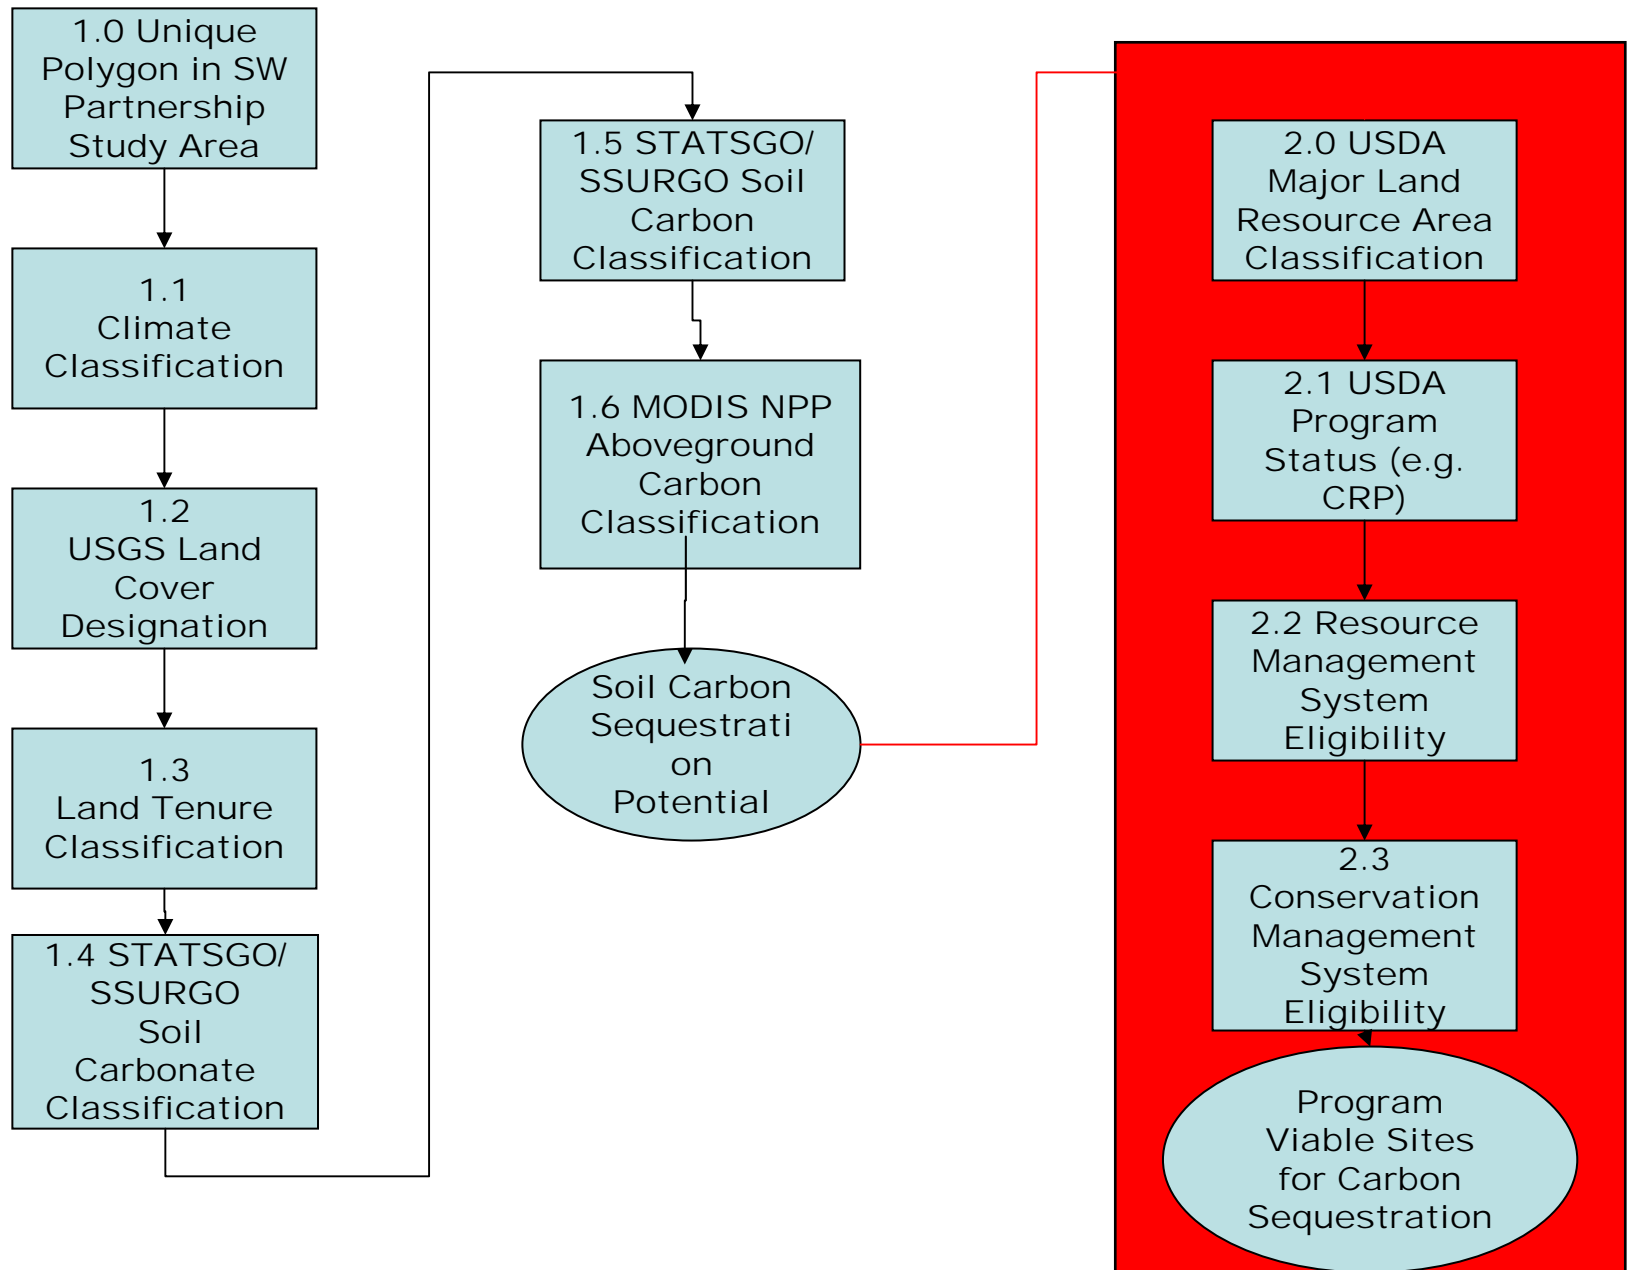 1.0 Unique
Polygon in SW
Partnership
Study Area
1.1
Climate
Classification
1.2
USGS Land
Cover
Designation
1.3
Land Tenure
Classification
1.4 STATSGO/
SSURGO
Soil
Carbonate
Classification
1.5 STATSGO/
SSURGO Soil
Carbon
Classification
1.6 MODIS NPP
Aboveground
Carbon
Classification
Soil Carbon
Sequestrati
on
Potential
2.0 USDA
Major Land
Resource Area
Classification
2.1 USDA
Program
Status (e.g.
CRP)
2.2 Resource
Management
System
Eligibility
2.3
Conservation
Management
System
Eligibility
Program
Viable Sites
for Carbon
Sequestration